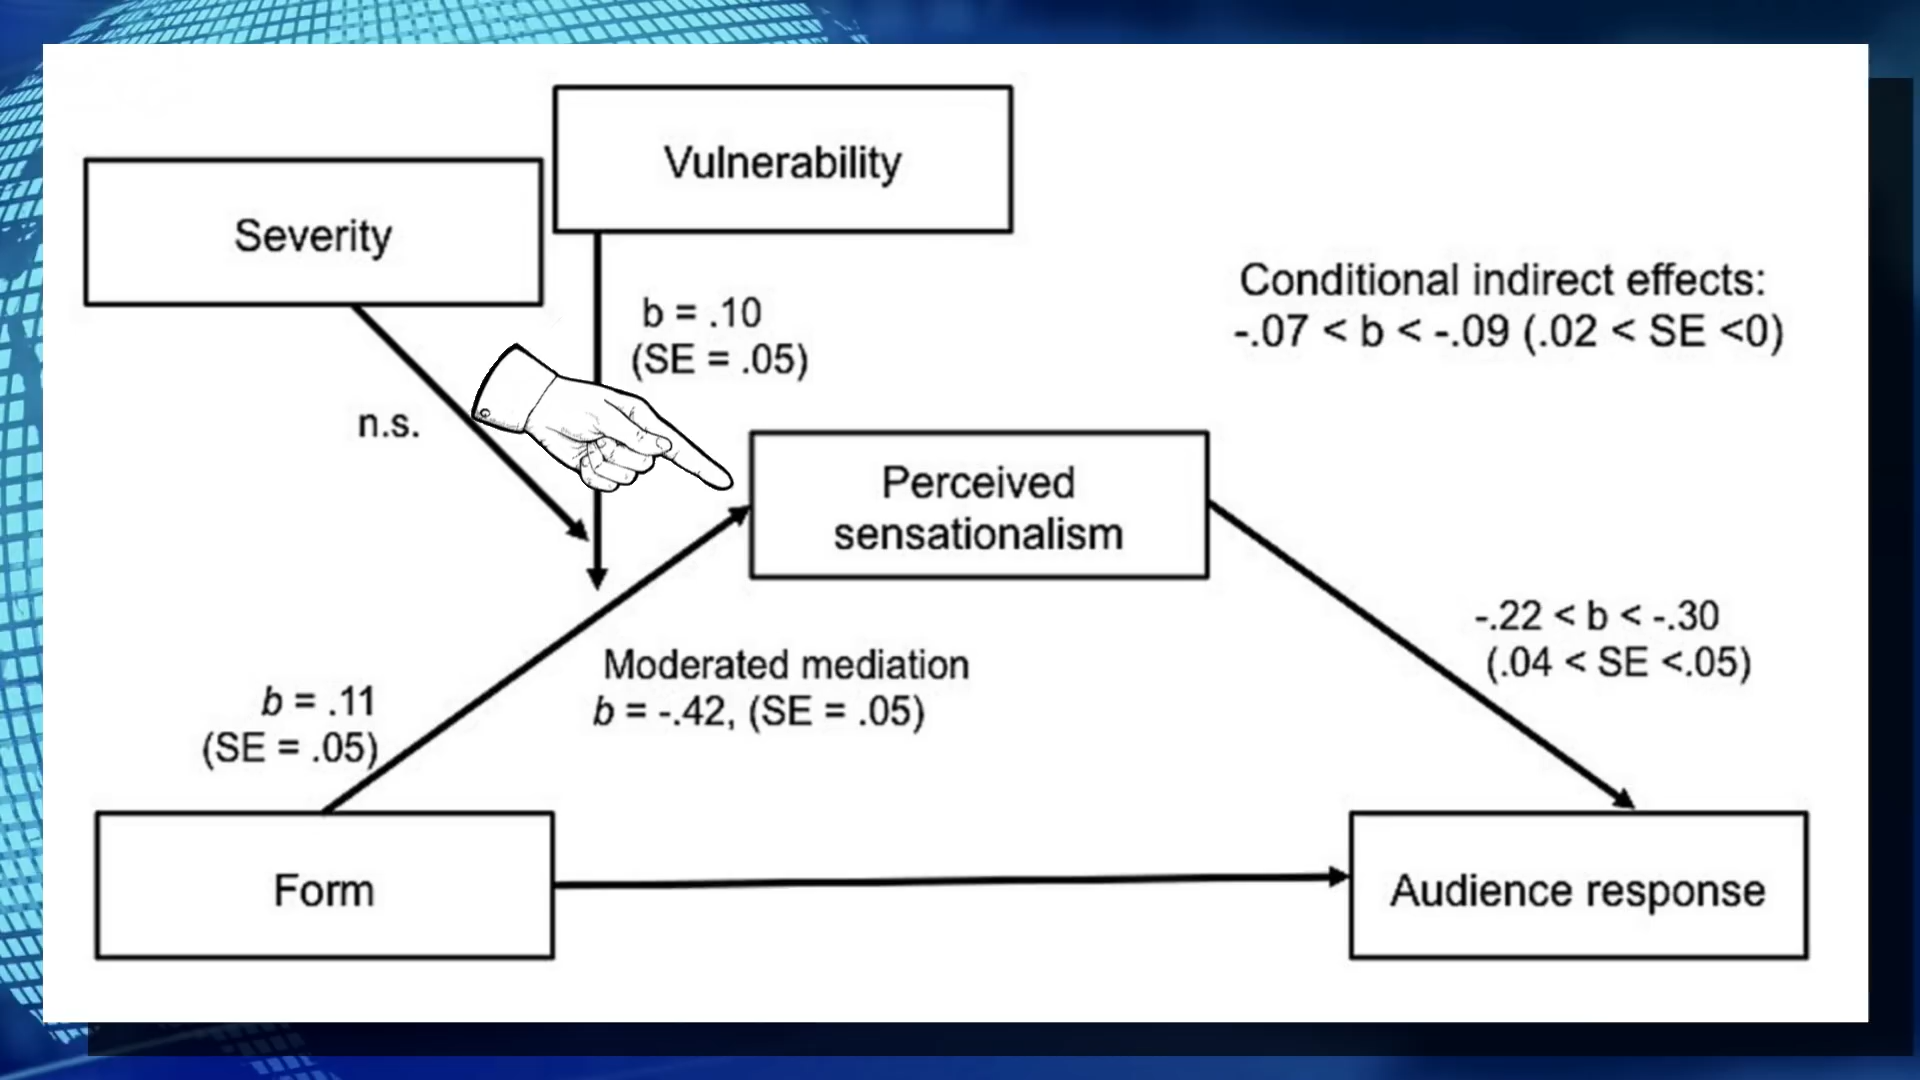 Vulnerability
Severity
b = .10
(SE = .05)
Conditional indirect effects:
-.07 < b < -.09 (.02 < SE <0)
n.s.
Perceived
sensationalism
-.22 < b < -.30
(.04 < SE <.05)
Moderated mediation
b = -.42, (SE = .05)
b = .11
(SE = .05)
Form
Audience response